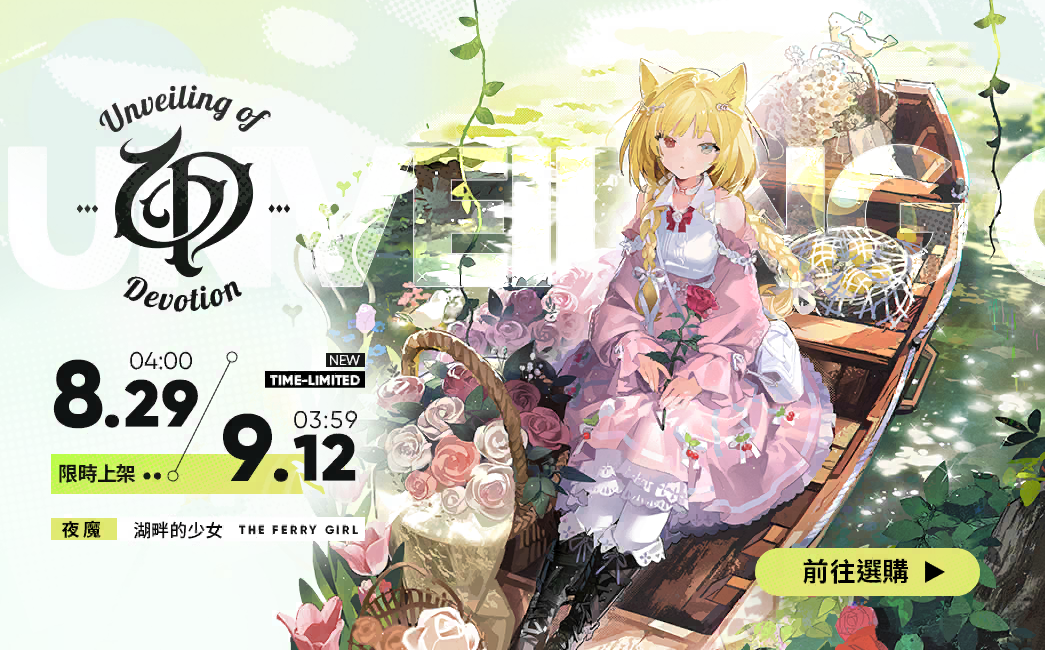 UNVEILING O
Unveiling of
Devotion
04:00
8.29
NEW
TIME-LIMITED
03:59
9.12
限時上架
夜魔 湖畔的少女 THE FERRY GIRL
前往選購